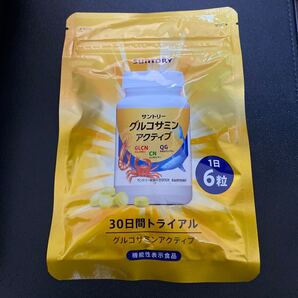 SUNTORY
サントリー
グルコサミン
アクティブ
GLCN
QG
CN
1日
6粒
30日間トライアル
グルコサミンアクティブ
機能性表示食品